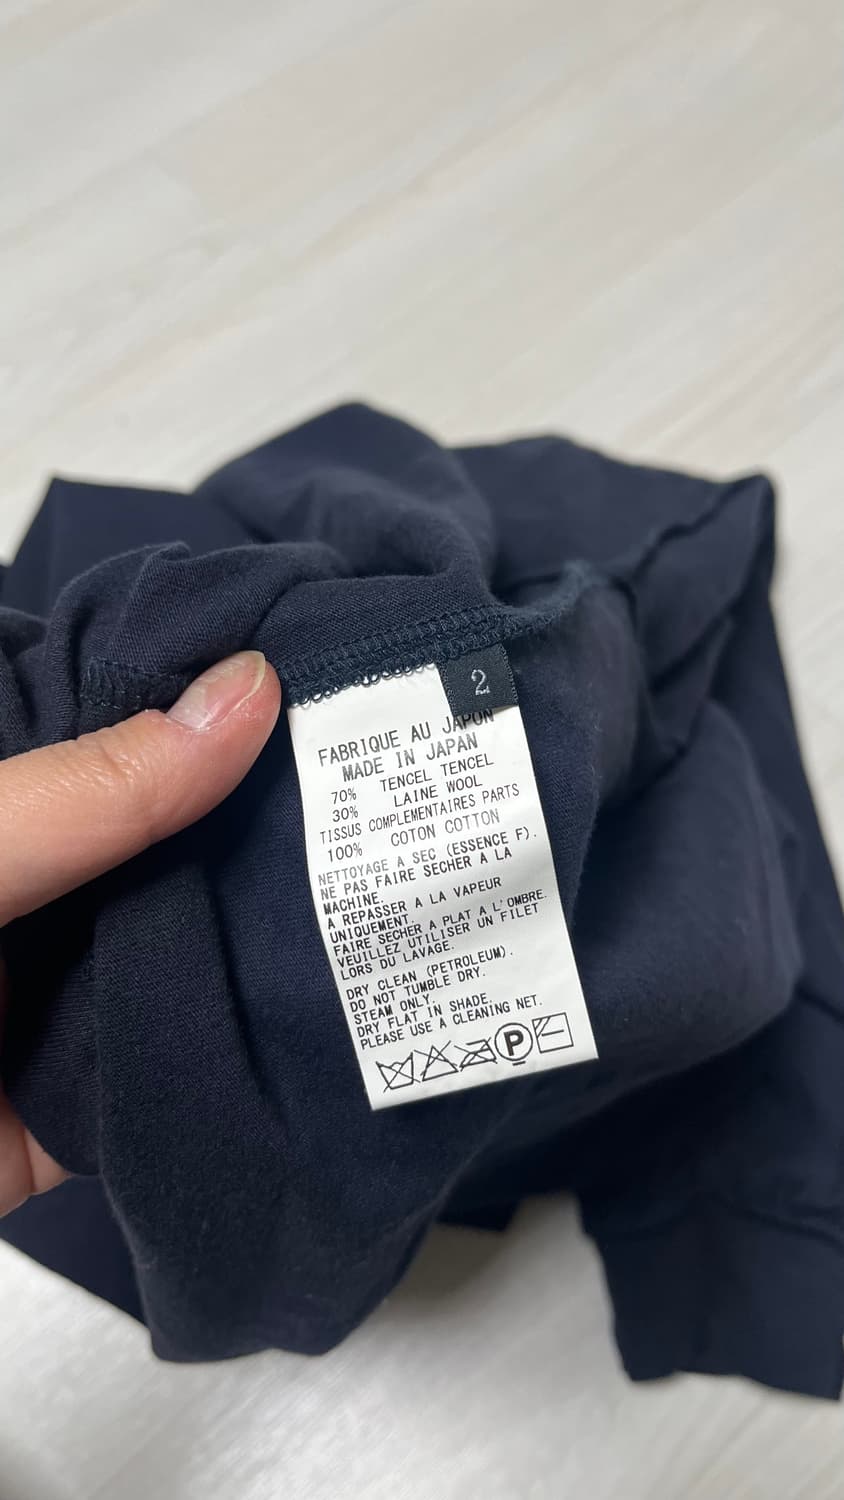 2
FABRIQUE AU JAPON
MADE IN JAPAN
70% TENCEL TENCEL
30% LAINE WOOL
TISSUS COMPLEMENTAIRES PARTS
100% COTON COTTON
NETTOYAGE A SEC (ESSENCE F).
NE PAS FAIRE SECHER A LA
MACHINE.
A REPASSER A LA VAPEUR
UNIQUEMENT.
FAIRE SECHER A PLAT A L'OMBRE.
VEUILLEZ UTILISER UN FILET
LORS DU LAVAGE.
DRY CLEAN (PETROLEUM).
DO NOT TUMBLE DRY.
STEAM ONLY.
DRY FLAT IN SHADE.
PLEASE USE A CLEANING NET.
P